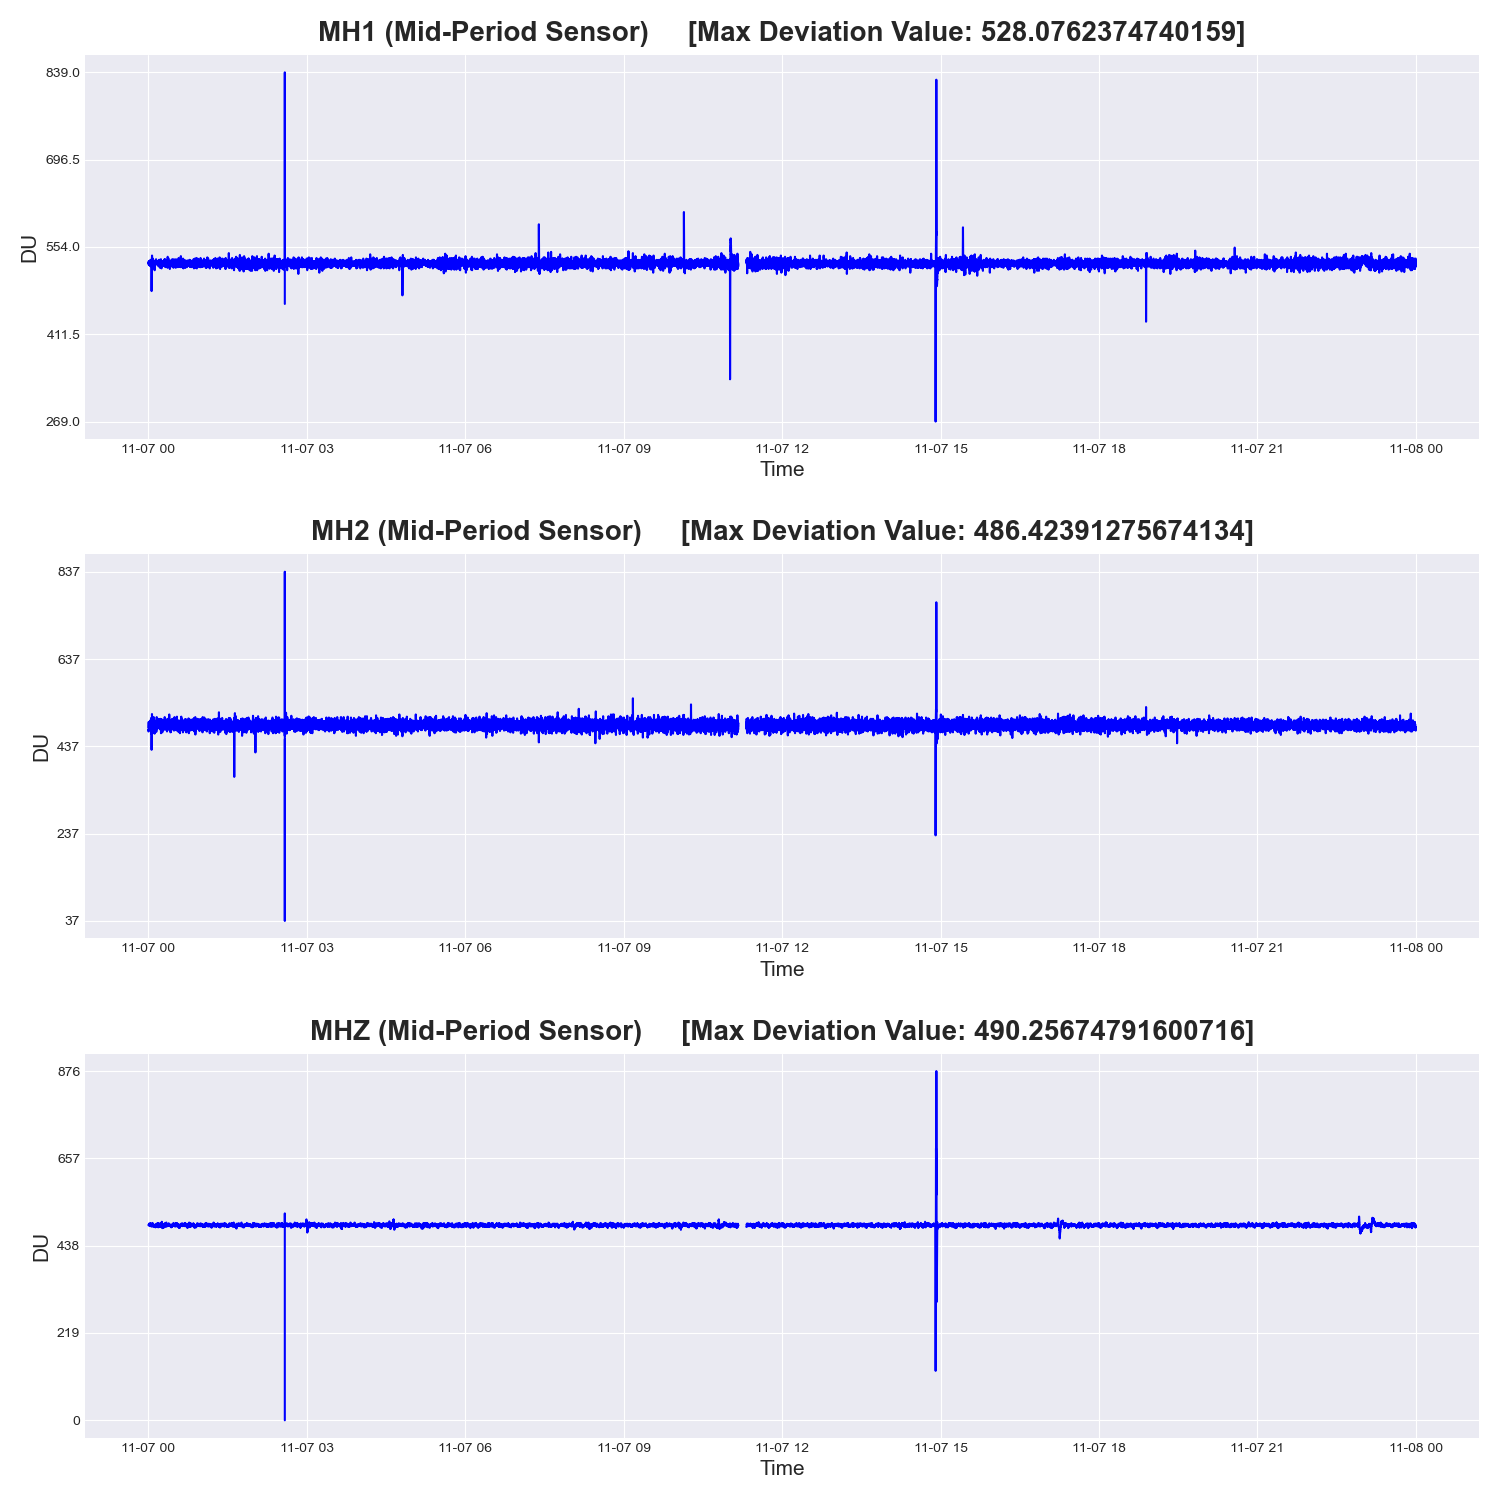 MH1 (Mid-Period Sensor) [Max Deviation Value: 528.0762374740159]
839.0
696.5
554.0
411.5
269.0
DU
11-07 00 11-07 03 11-07 06 11-07 09 11-07 12 11-07 15 11-07 18 11-07 21 11-08 00
Time
MH2 (Mid-Period Sensor) [Max Deviation Value: 486.42391275674134]
837
637
437
237
37
DU
11-07 00 11-07 03 11-07 06 11-07 09 11-07 12 11-07 15 11-07 18 11-07 21 11-08 00
Time
MHZ (Mid-Period Sensor) [Max Deviation Value: 490.25674791600716]
876
657
438
219
0
DU
11-07 00 11-07 03 11-07 06 11-07 09 11-07 12 11-07 15 11-07 18 11-07 21 11-08 00
Time